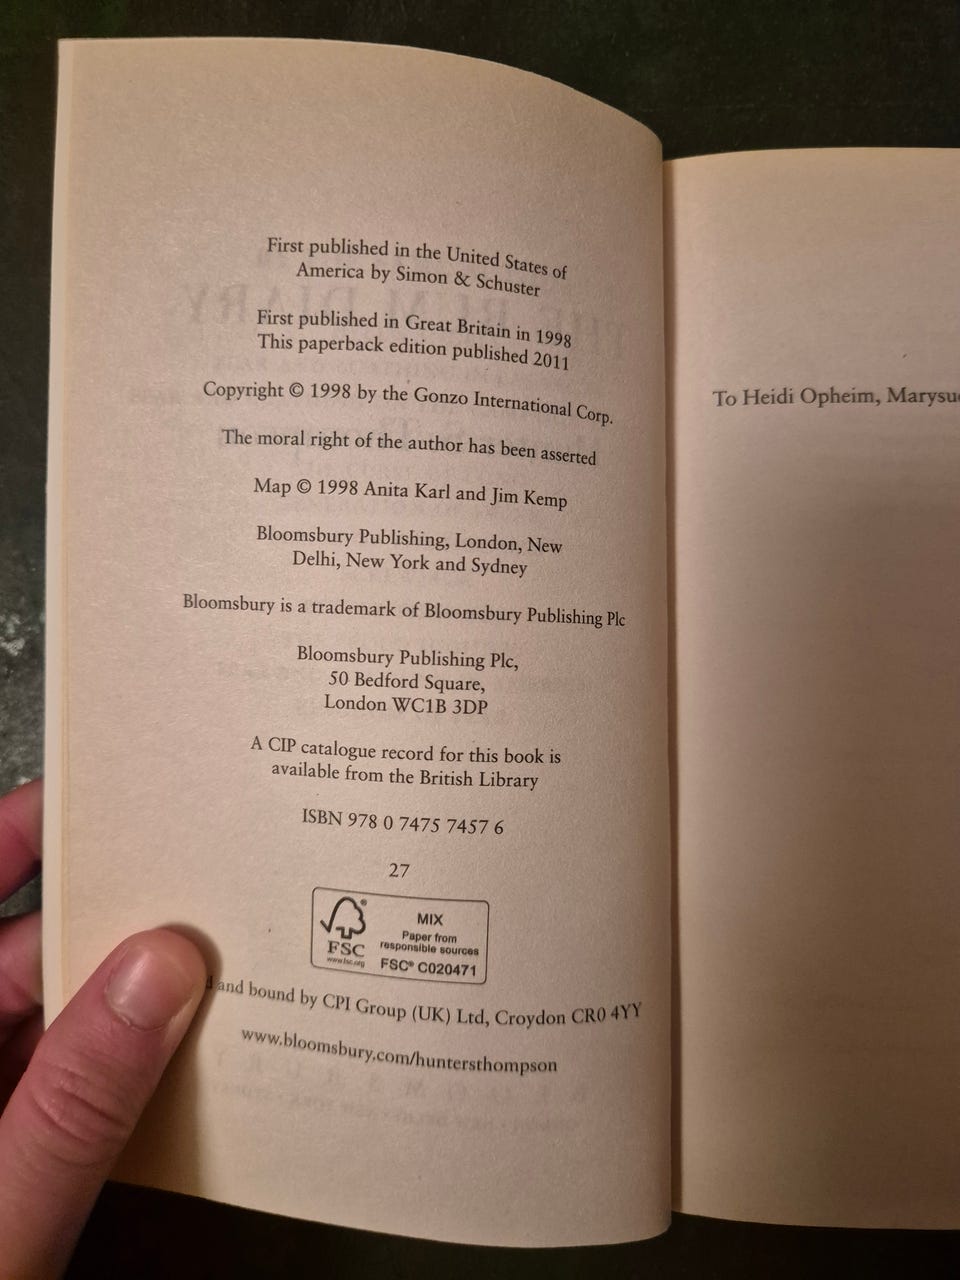 First published in the United States of
America by Simon & Schuster
First published in Great Britain in 1998
This paperback edition published 2011
Copyright © 1998 by the Gonzo International Corp.
The moral right of the author has been asserted
Map © 1998 Anita Karl and Jim Kemp
Bloomsbury Publishing, London, New
Delhi, New York and Sydney
Bloomsbury is a trademark of Bloomsbury Publishing Plc
Bloomsbury Publishing Plc,
50 Bedford Square,
London WC1B 3DP
A CIP catalogue record for this book is
available from the British Library
ISBN 978 0 7475 7457 6
27
FSC®
www.fsc.org
MIX
Paper from
responsible sources
FSC® C020471
and bound by CPI Group (UK) Ltd, Croydon CR0 4YY
www.bloomsbury.com/huntersthompson
To Heidi Opheim, Marysue